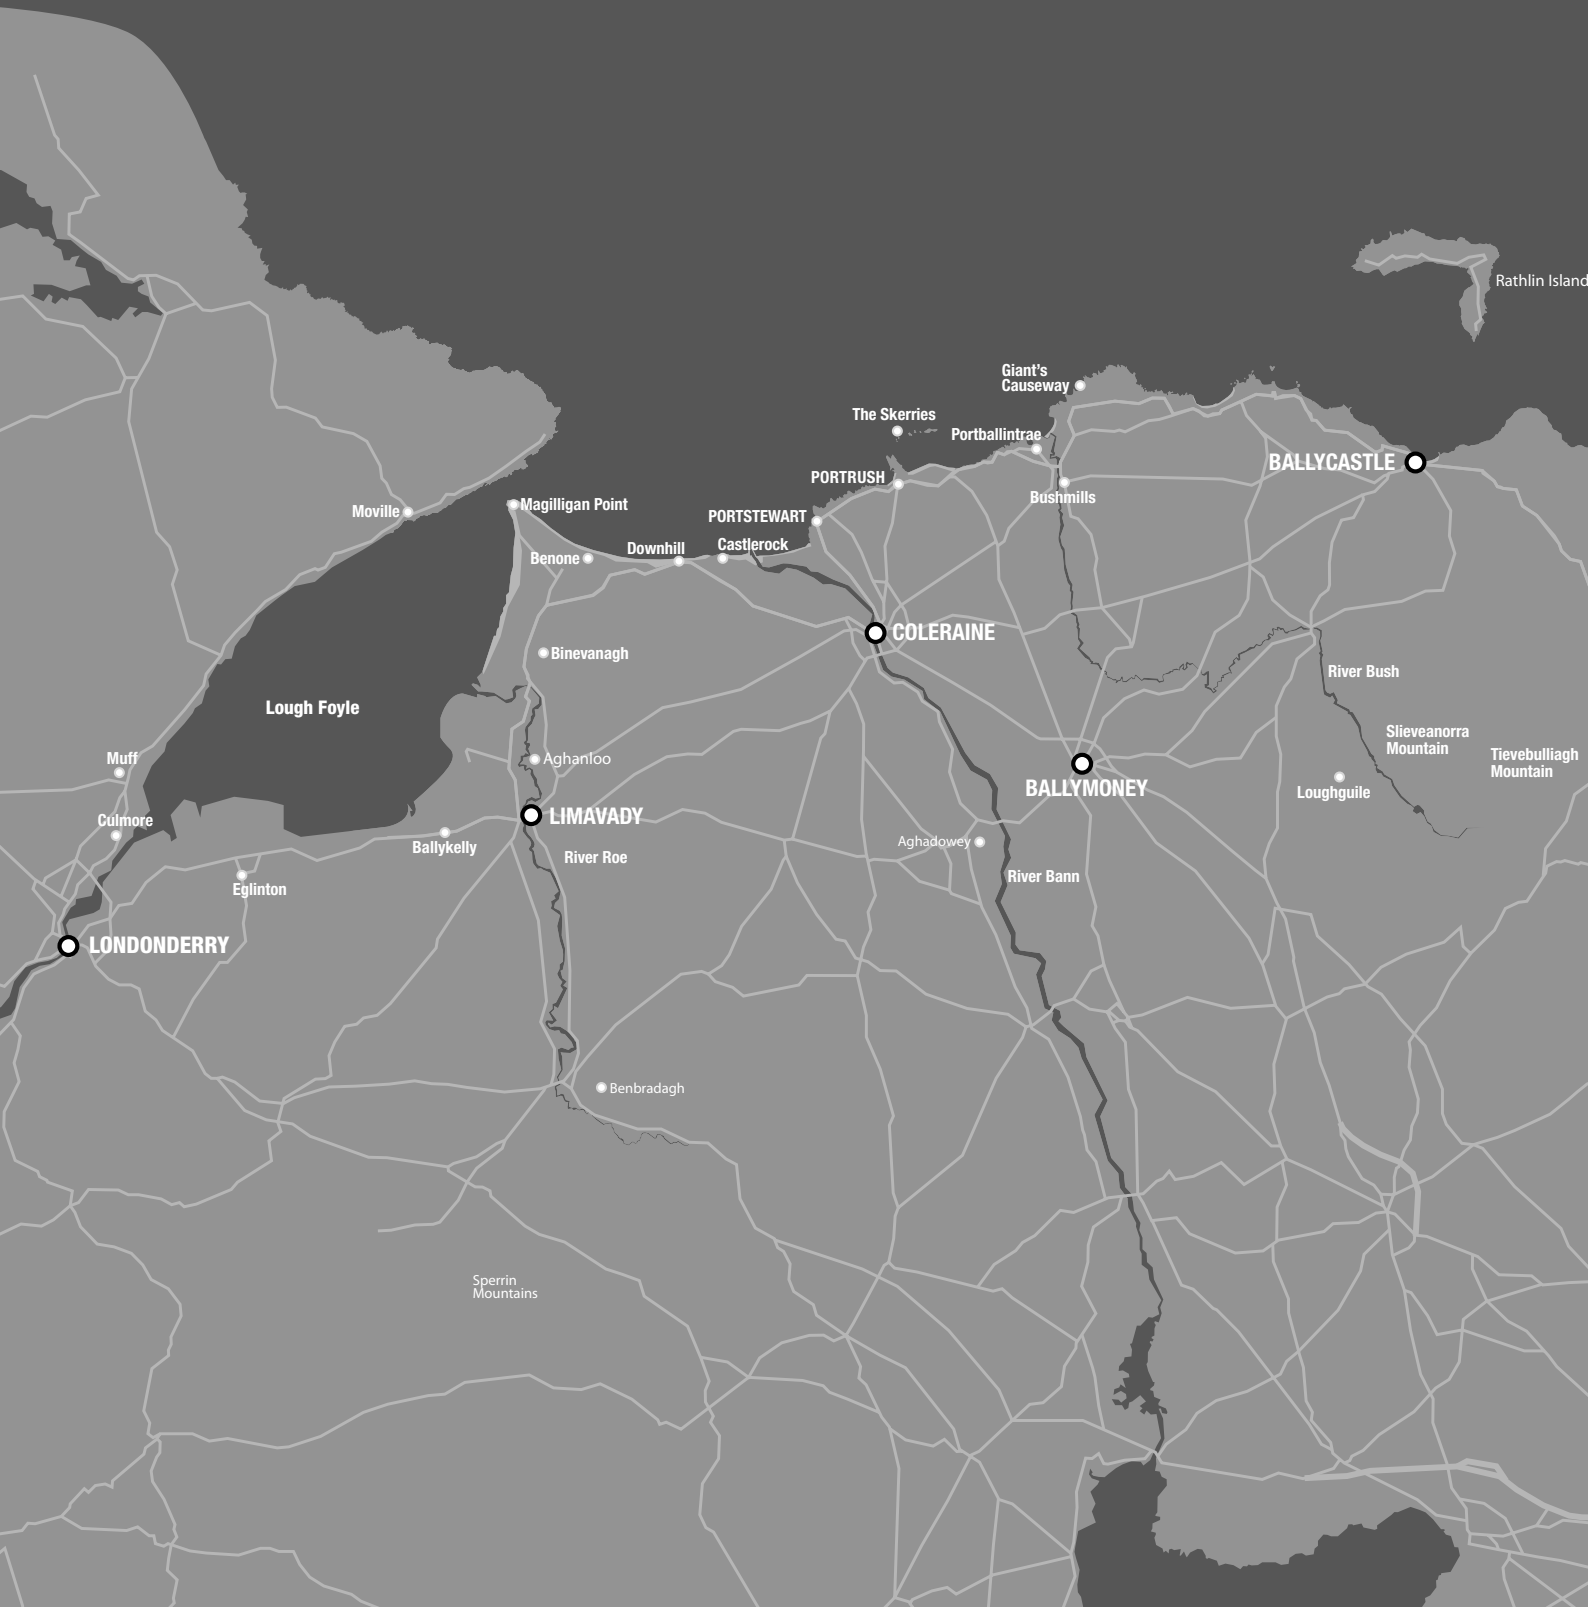 Rathlin Island
Giant's
Causeway
The Skerries
Portballintrae
BALLYCASTLE
PORTRUSH
Bushmills
Magilligan Point
Moville
PORTSTEWART
Castlerock
Downhill
Benone
COLERAINE
Binevanagh
River Bush
Lough Foyle
Slieveanorra
Mountain
Tievebulliagh
Mountain
Muff
Aghanloo
BALLYMONEY
Loughguile
Culmore
LIMAVADY
Ballykelly
Aghadowey
River Roe
River Bann
Eglinton
LONDONDERRY
Benbradagh
Sperrin
Mountains